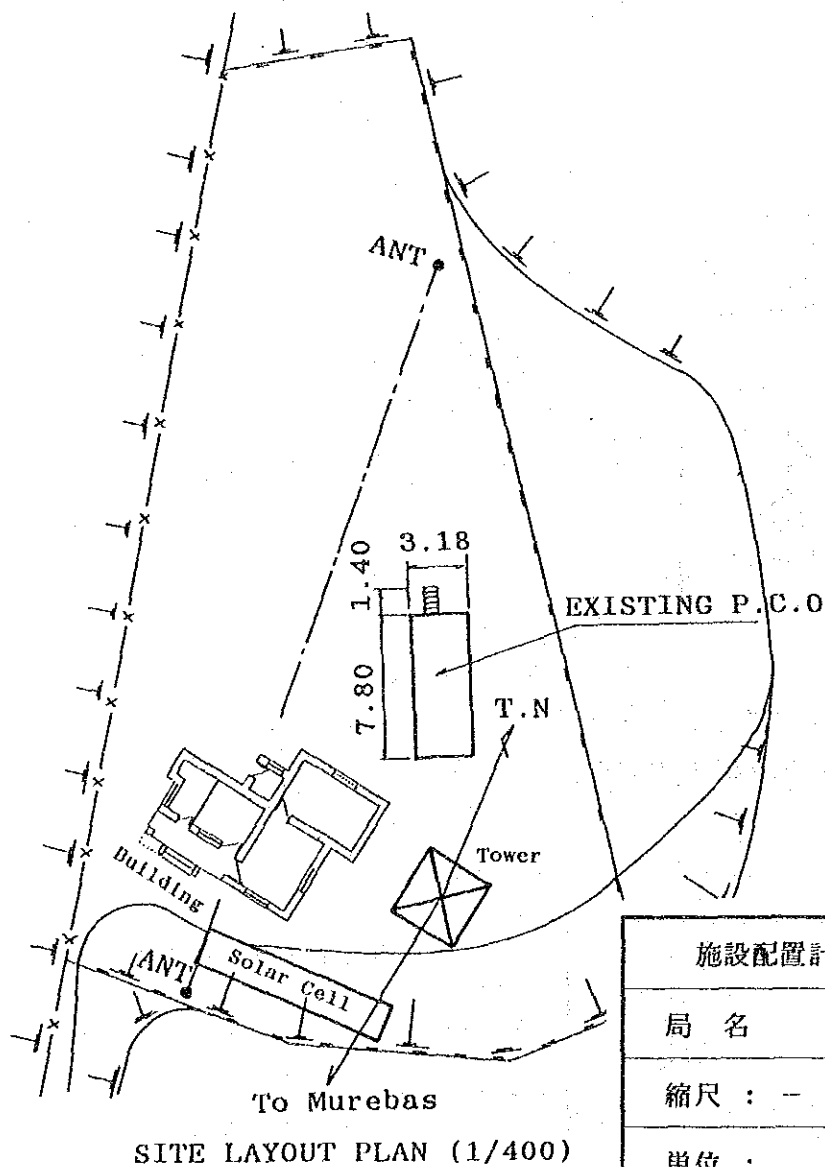 ANT
3.18
1.40
EXISTING P.C.O
7.80
T.N
Tower
Building
ANT
Solar Cell
To Murebas
SITE LAYOUT PLAN (1/400)
施設配置計
局 名
縮尺 : －
単位 :